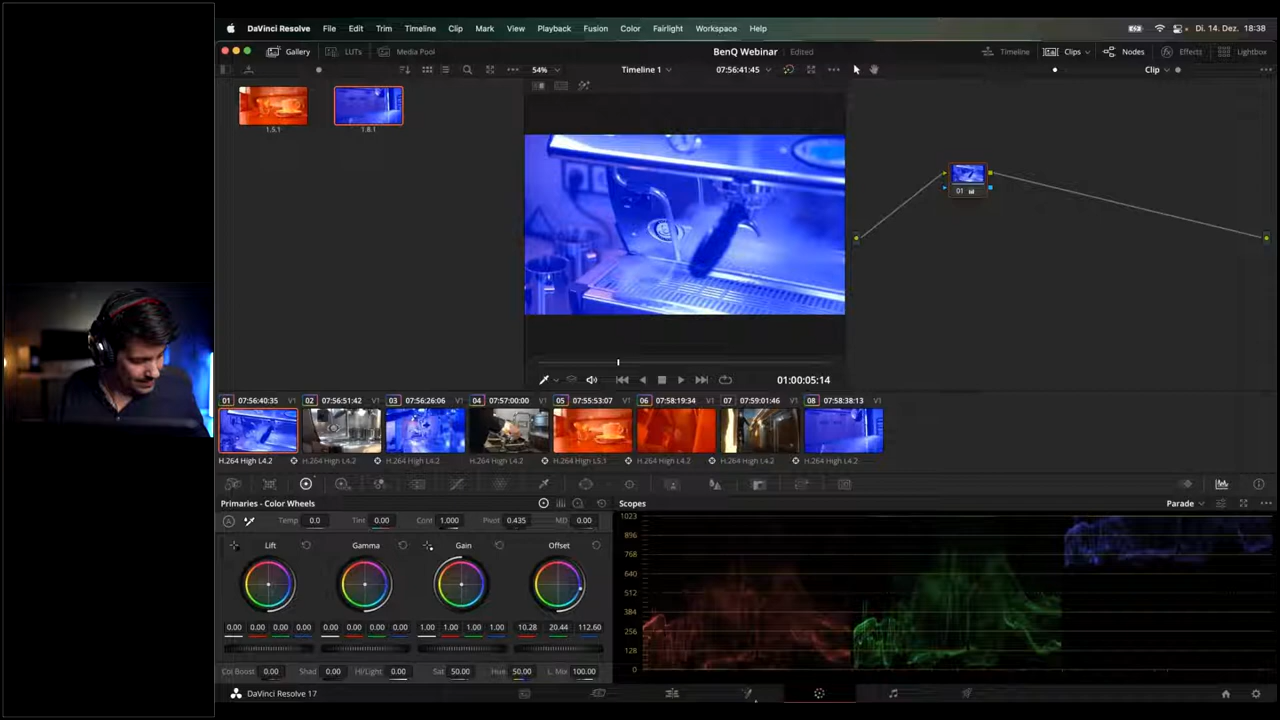 DaVinci Resolve File Edit Trim Timeline Clip Mark View Playback Fusion Color Fairlight Workspace Help Di. 14. Dez. 18:38
Gallery LUTs Media Pool BenQ Webinar Edited Timeline Clips Nodes Effects Lightbox
54% Timeline 1 07:56:41:45 Clip
1.5.1 1.8.1
01
01:00:05:14
01 07:56:40:35 V1 02 07:56:51:42 V1 03 07:56:26:06 V1 04 07:57:00:00 V1 05 07:55:53:07 V1 06 07:58:19:34 V1 07 07:59:01:46 V1 08 07:58:38:13 V1
H.264 High L4.2 H.264 High L4.2 H.264 High L4.2 H.264 High L4.2 H.264 High L5.1 H.264 High L4.2 H.264 High L4.2 H.264 High L4.2
Primaries - Color Wheels Scopes Parade
Temp 0.0 Tint 0.00 Cont 1.000 Pivot 0.435 MD 0.00
Lift Gamma Gain Offset
0.00 0.00 0.00 0.00 0.00 0.00 0.00 0.00 1.00 1.00 1.00 1.00 10.28 20.44 112.60
Col Boost 0.00 Shad 0.00 Hi/Light 0.00 Sat 50.00 Hue 50.00 L. Mix 100.00
1023
896
768
640
512
384
256
128
0
DaVinci Resolve 17